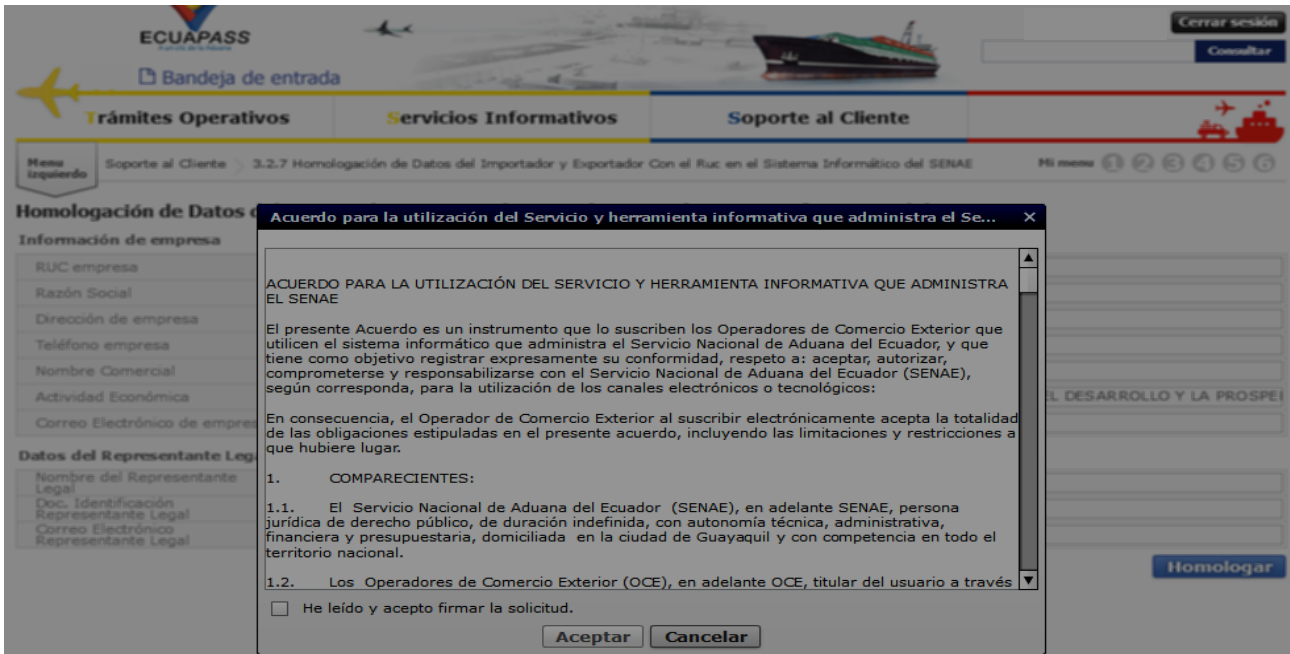 ECUAPASS
Cerrar sesión
Consultar
Bandeja de entrada
Trámites Operativos
Servicios Informativos
Soporte al Cliente
Menu
izquierdo
Soporte al Cliente
3.2.7 Homologación de Datos del Importador y Exportador Con el Ruc en el Sistema Informático del SENAE
Mi menu 1 2 3 4 5 6
Homologación de Datos
Acuerdo para la utilización del Servicio y herramienta informativa que administra el Se... ×
Información de empresa
RUC empresa
Razón Social
Dirección de empresa
Teléfono empresa
Nombre Comercial
Actividad Económica
EL DESARROLLO Y LA PROSPE
Correo Electrónico de empres
Datos del Representante Lega
Nombre del Representante
Legal
Doc. Identificación
Representante Legal
Correo Electrónico
Representante Legal
ACUERDO PARA LA UTILIZACIÓN DEL SERVICIO Y HERRAMIENTA INFORMATIVA QUE ADMINISTRA
EL SENAE
El presente Acuerdo es un instrumento que lo suscriben los Operadores de Comercio Exterior que
utilicen el sistema informático que administra el Servicio Nacional de Aduana del Ecuador, y que
tiene como objetivo registrar expresamente su conformidad, respeto a: aceptar, autorizar,
comprometerse y responsabilizarse con el Servicio Nacional de Aduana del Ecuador (SENAE),
según corresponda, para la utilización de los canales electrónicos o tecnológicos:
En consecuencia, el Operador de Comercio Exterior al suscribir electrónicamente acepta la totalidad
de las obligaciones estipuladas en el presente acuerdo, incluyendo las limitaciones y restricciones a
que hubiere lugar.
1. COMPARECIENTES:
1.1. El Servicio Nacional de Aduana del Ecuador (SENAE), en adelante SENAE, persona
jurídica de derecho público, de duración indefinida, con autonomía técnica, administrativa,
financiera y presupuestaria, domiciliada en la ciudad de Guayaquil y con competencia en todo el
territorio nacional.
1.2. Los Operadores de Comercio Exterior (OCE), en adelante OCE, titular del usuario a través
He leído y acepto firmar la solicitud.
Aceptar
Cancelar
Homologar